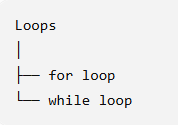 Loops
│
├── for loop
└── while loop